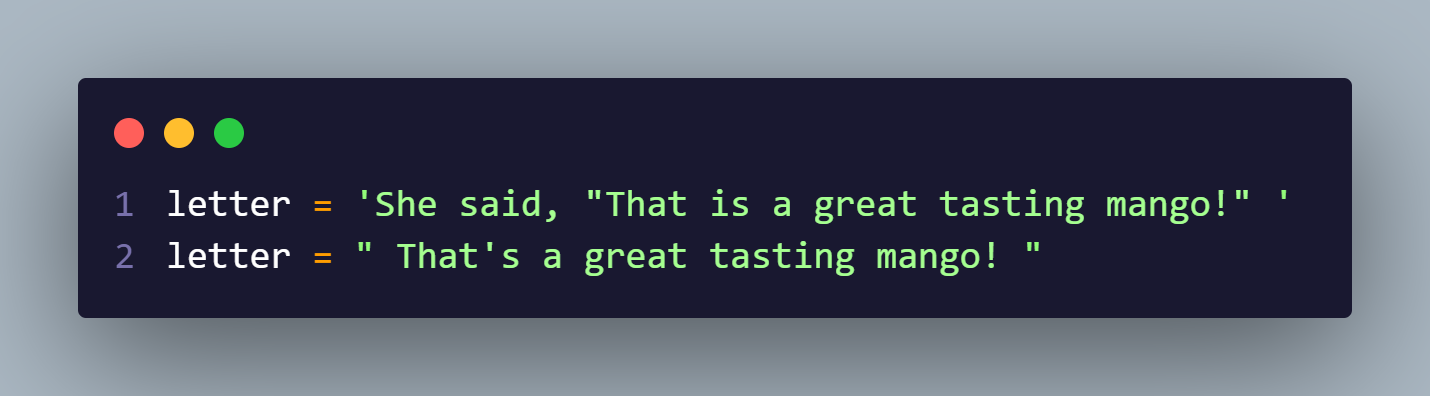 1 letter = 'She said, "That is a great tasting mango!" '
2 letter = " That's a great tasting mango! "